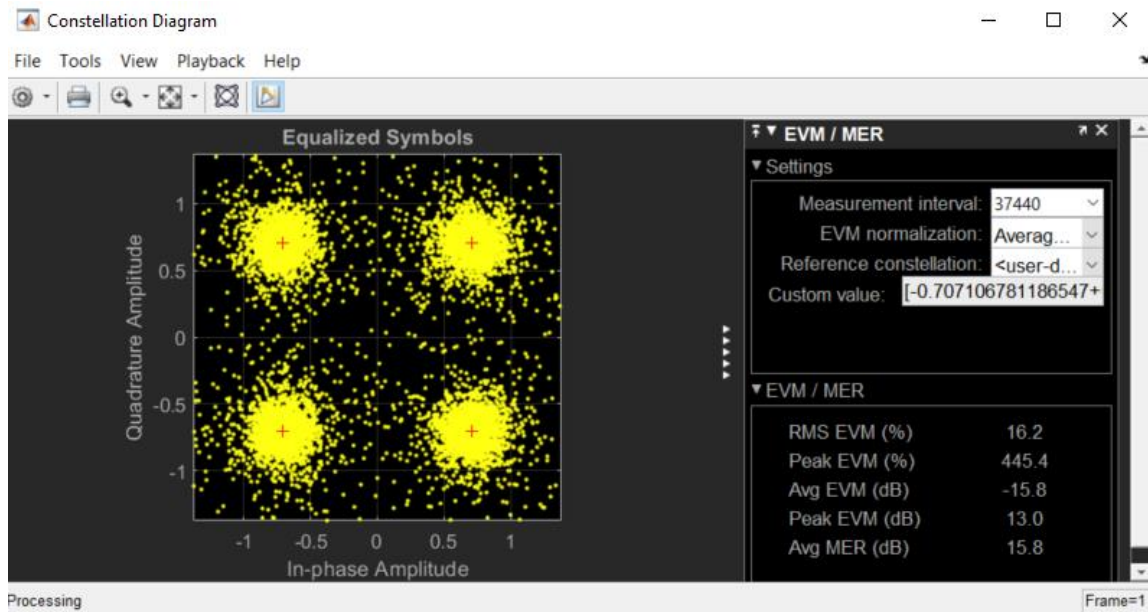 Constellation Diagram
File Tools View Playback Help
Equalized Symbols
Quadrature Amplitude
1
0.5
0
-0.5
-1
-1 -0.5 0 0.5 1
In-phase Amplitude
EVM / MER
Settings
Measurement interval: 37440
EVM normalization: Averag...
Reference constellation: <user-d...
Custom value: [-0.707106781186547+
EVM / MER
RMS EVM (%) 16.2
Peak EVM (%) 445.4
Avg EVM (dB) -15.8
Peak EVM (dB) 13.0
Avg MER (dB) 15.8
Processing Frame=1